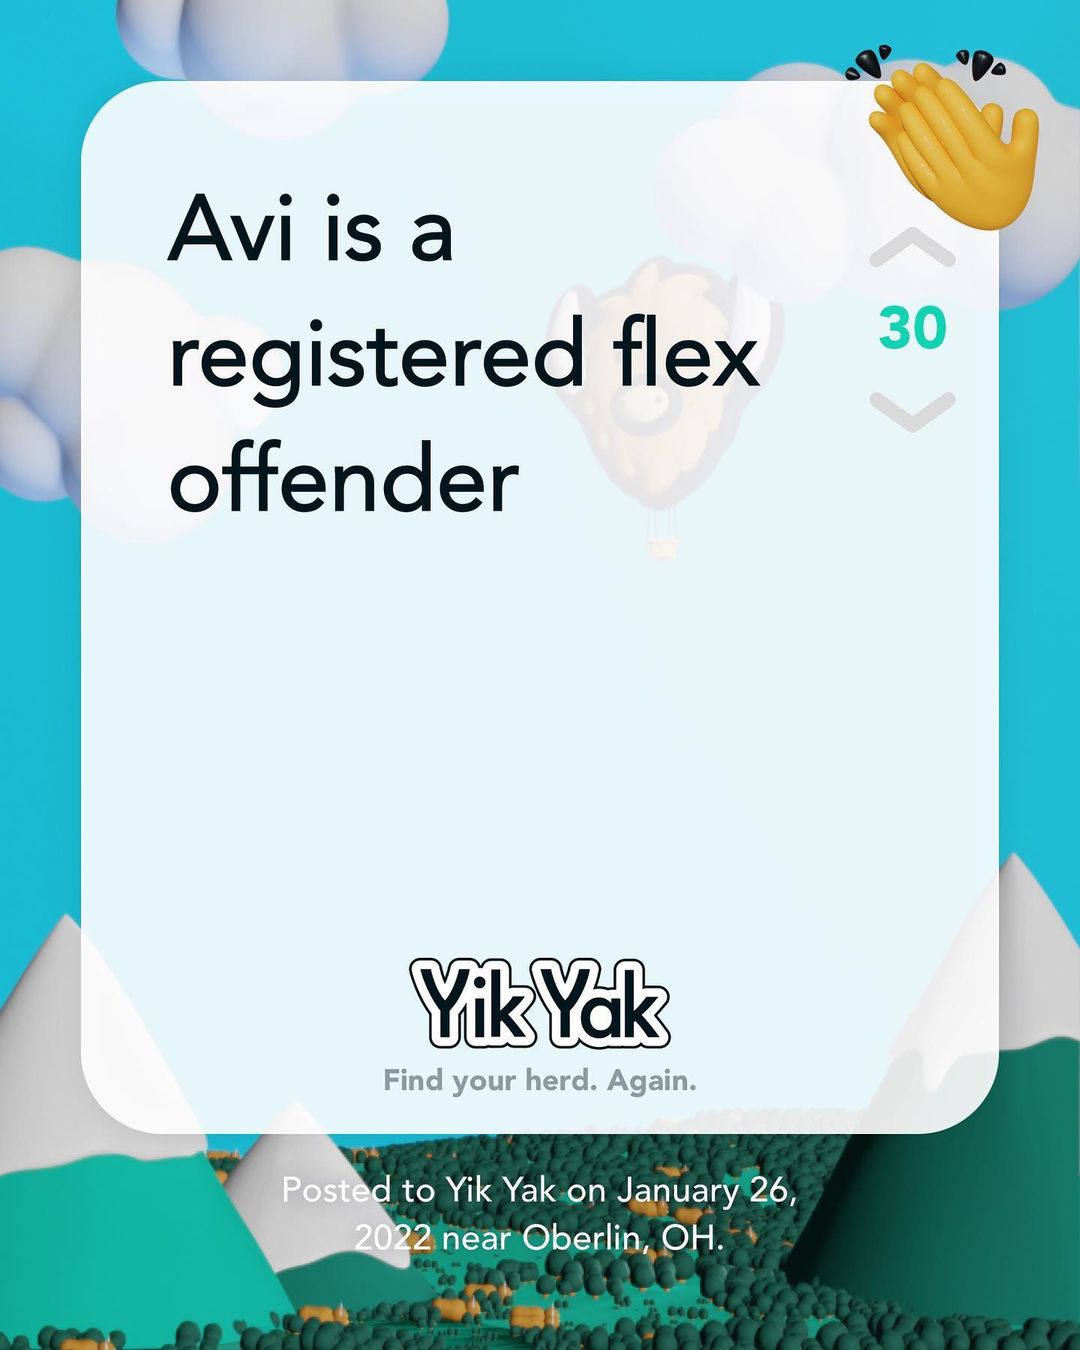 Avi is a
registered flex
offender
30
Yik Yak
Find your herd. Again.
Posted to Yik Yak on January 26,
2022 near Oberlin, OH.